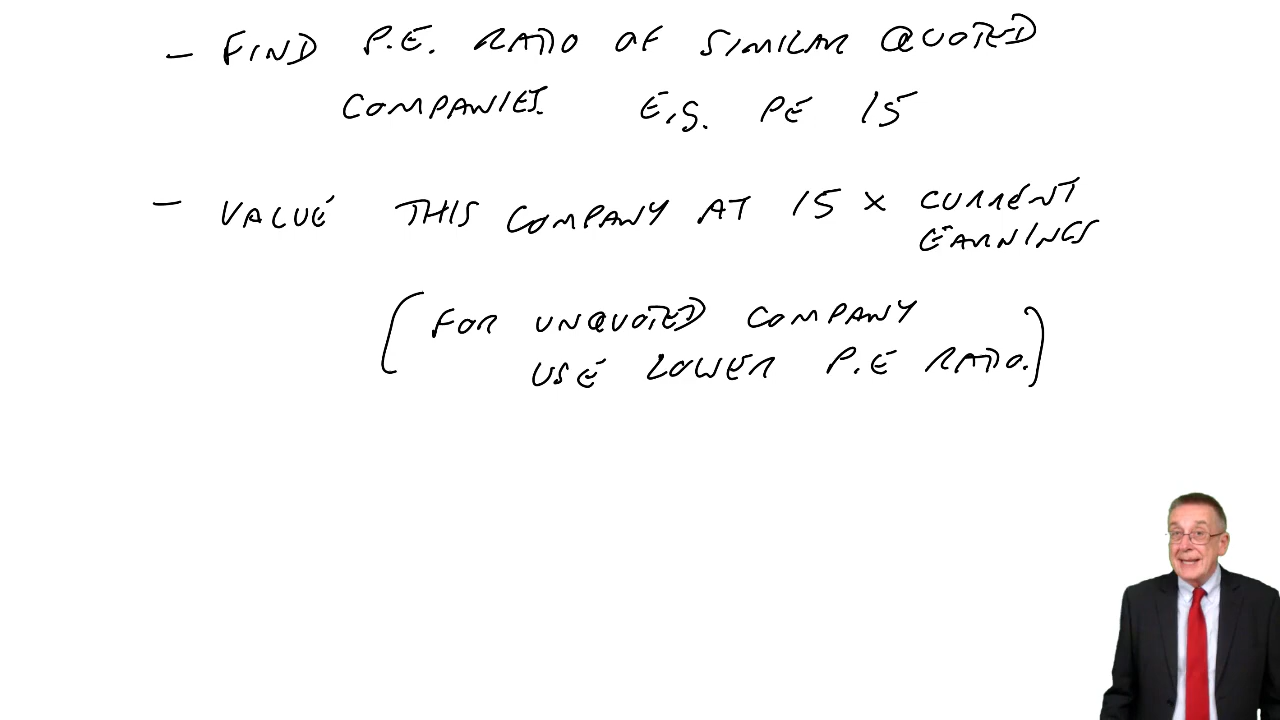 - FIND P.E. RATIO OF SIMILAR QUOTED
COMPANIES. E.G. PE 15
- VALUE THIS COMPANY AT 15 x CURRENT
EARNINGS
(FOR UNQUOTED COMPANY
USE LOWER P.E RATIO.)